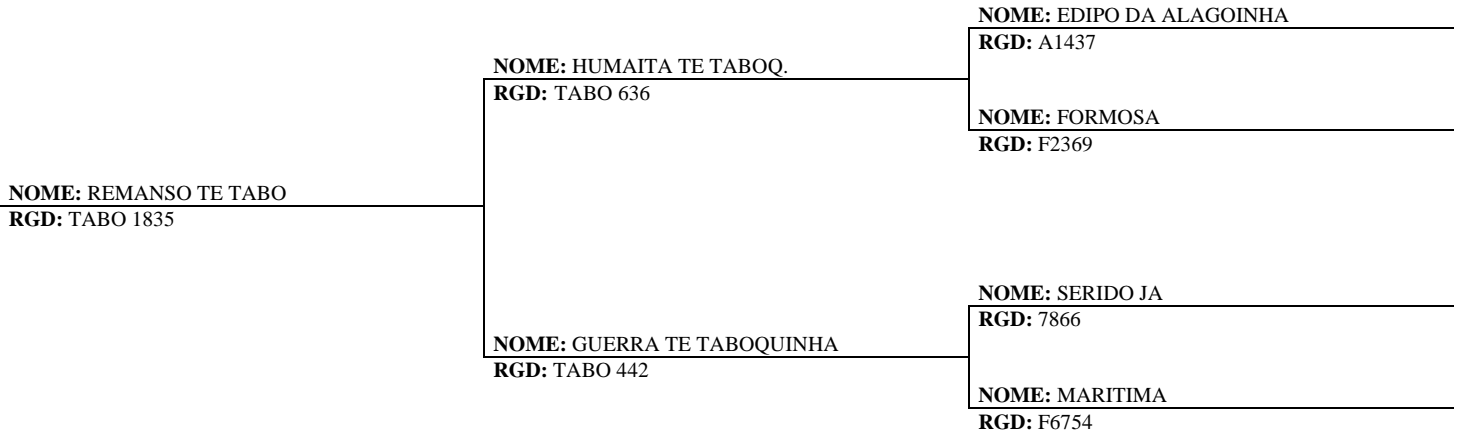 NOME: EDIPO DA ALAGOINHA
RGD: A1437
NOME: HUMAITA TE TABOQ.
RGD: TABO 636
NOME: FORMOSA
RGD: F2369
NOME: REMANSO TE TABO
RGD: TABO 1835
NOME: SERIDO JA
RGD: 7866
NOME: GUERRA TE TABOQUINHA
RGD: TABO 442
NOME: MARITIMA
RGD: F6754